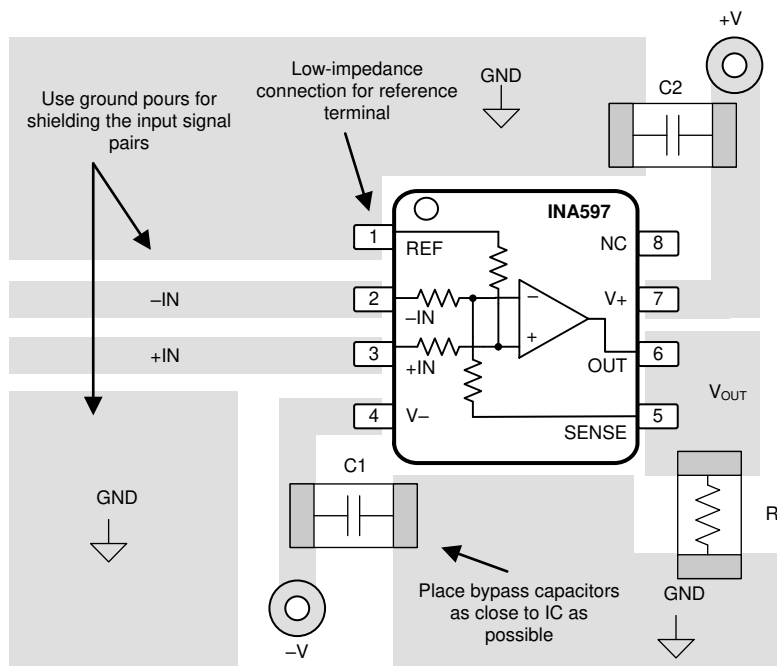 +V
Low-impedance
connection for reference
terminal
GND
C2
Use ground pours for
shielding the input signal
pairs
INA597
1
REF
NC
8
–IN
2
–IN
V+
7
+IN
3
+IN
OUT
6
4
V–
SENSE
5
VOUT
C1
GND
R
Place bypass capacitors
as close to IC as
possible
GND
–V